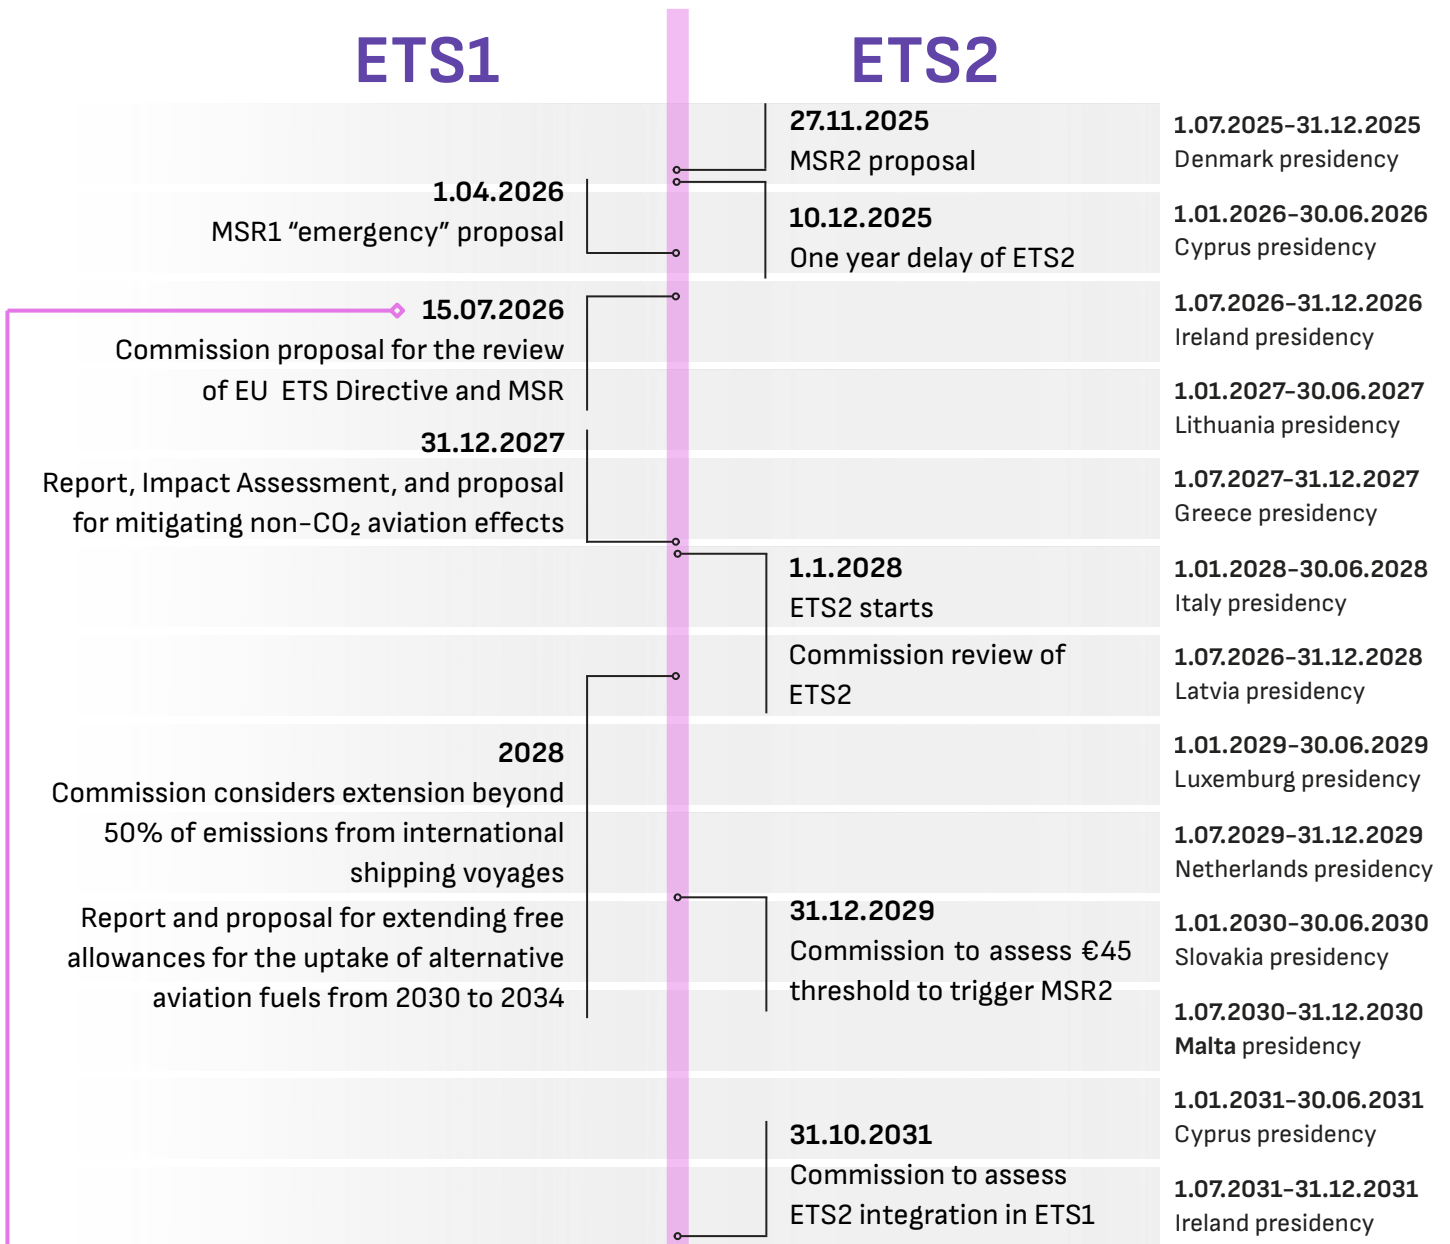 ETS1
ETS2
27.11.2025
MSR2 proposal
1.07.2025-31.12.2025
Denmark presidency
1.04.2026
MSR1 “emergency” proposal
10.12.2025
One year delay of ETS2
1.01.2026-30.06.2026
Cyprus presidency
15.07.2026
Commission proposal for the review
of EU ETS Directive and MSR
1.07.2026-31.12.2026
Ireland presidency
1.01.2027-30.06.2027
Lithuania presidency
31.12.2027
Report, Impact Assessment, and proposal
for mitigating non-CO₂ aviation effects
1.07.2027-31.12.2027
Greece presidency
1.1.2028
ETS2 starts
Commission review of
ETS2
1.01.2028-30.06.2028
Italy presidency
1.07.2026-31.12.2028
Latvia presidency
2028
Commission considers extension beyond
50% of emissions from international
shipping voyages
Report and proposal for extending free
allowances for the uptake of alternative
aviation fuels from 2030 to 2034
1.01.2029-30.06.2029
Luxemburg presidency
1.07.2029-31.12.2029
Netherlands presidency
31.12.2029
Commission to assess €45
threshold to trigger MSR2
1.01.2030-30.06.2030
Slovakia presidency
1.07.2030-31.12.2030
Malta presidency
1.01.2031-30.06.2031
Cyprus presidency
31.10.2031
Commission to assess
ETS2 integration in ETS1
1.07.2031-31.12.2031
Ireland presidency